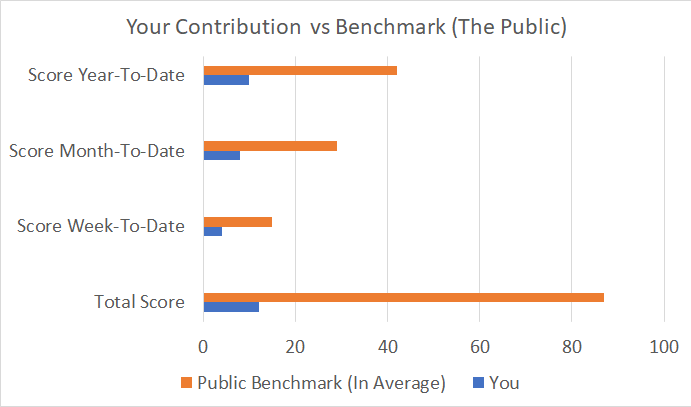 Your Contribution vs Benchmark (The Public)
Score Year-To-Date
Score Month-To-Date
Score Week-To-Date
Total Score
0 20 40 60 80 100
Public Benchmark (In Average) You